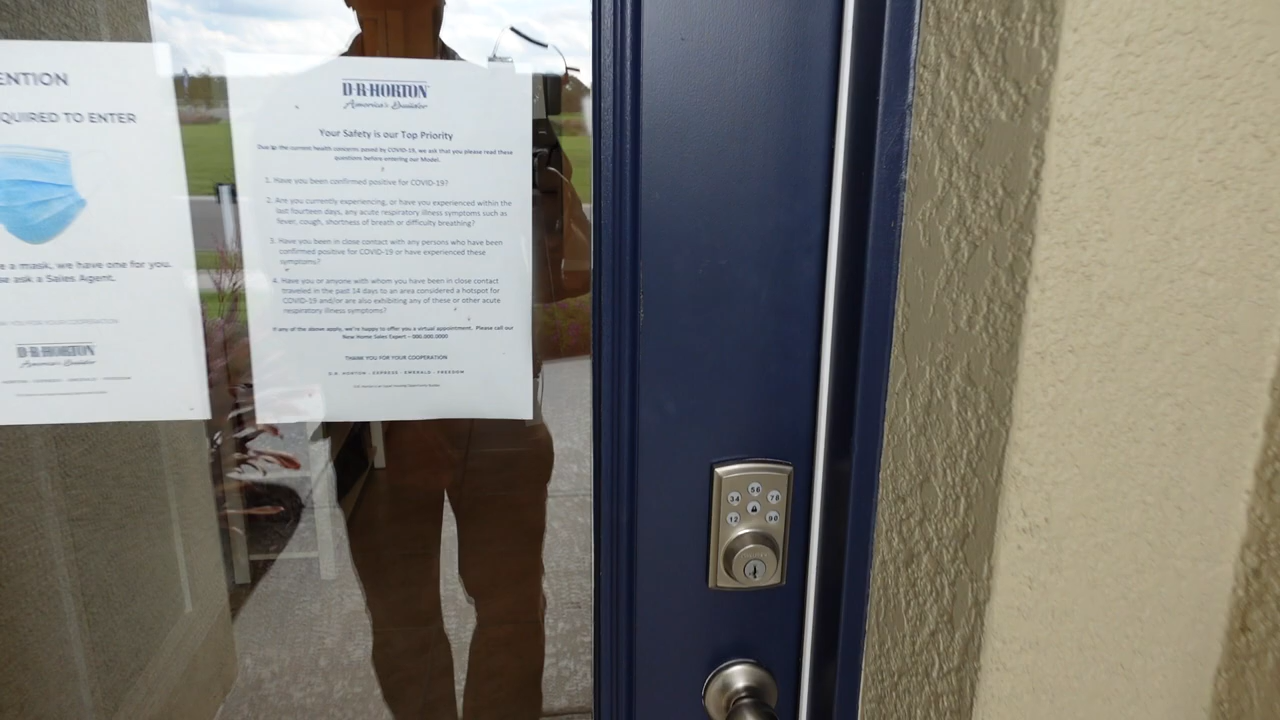 ENTION
QUIRED TO ENTER
e a mask, we have one for you.
se ask a Sales Agent.
YOU FOR YOUR COOPERATION
D·R·HORTON
America's Builder
D·R·HORTON
America's Builder
Your Safety is our Top Priority
Due to the current health concerns posed by COVID-19, we ask that you please read these
questions before entering our Model.
1. Have you been confirmed positive for COVID-19?
2. Are you currently experiencing, or have you experienced within the
last fourteen days, any acute respiratory illness symptoms such as
fever, cough, shortness of breath or difficulty breathing?
3. Have you been in close contact with any persons who have been
confirmed positive for COVID-19 or have experienced these
symptoms?
4. Have you or anyone with whom you have been in close contact
traveled in the past 14 days to an area considered a hotspot for
COVID-19 and/or are also exhibiting any of these or other acute
respiratory illness symptoms?
If any of the above apply, we're happy to offer you a virtual appointment. Please call our
New Home Sales Expert – 000.000.0000
THANK YOU FOR YOUR COOPERATION
D.R. HORTON · EXPRESS · EMERALD · FREEDOM
56
34 78
12 90